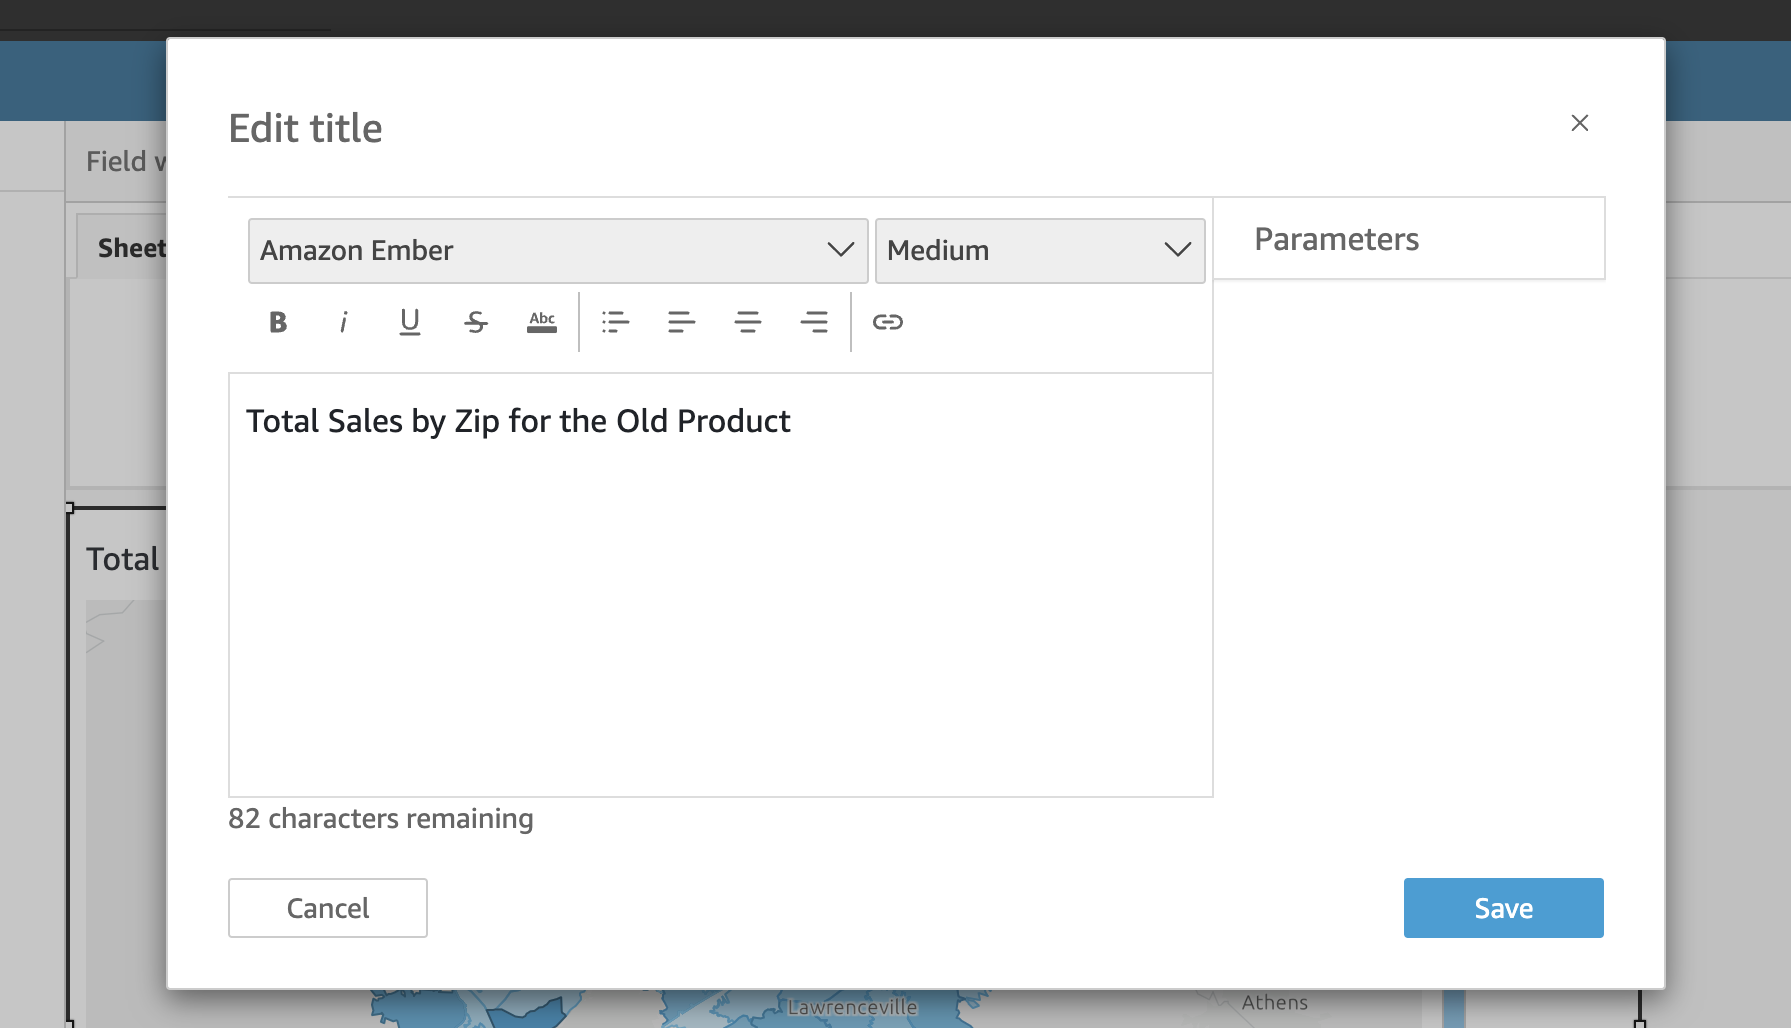 Edit title
Field w
Amazon Ember
Medium
Parameters
Sheet
B i U S Abc
Total Sales by Zip for the Old Product
Total
82 characters remaining
Cancel
Save
Lawrenceville
Athens